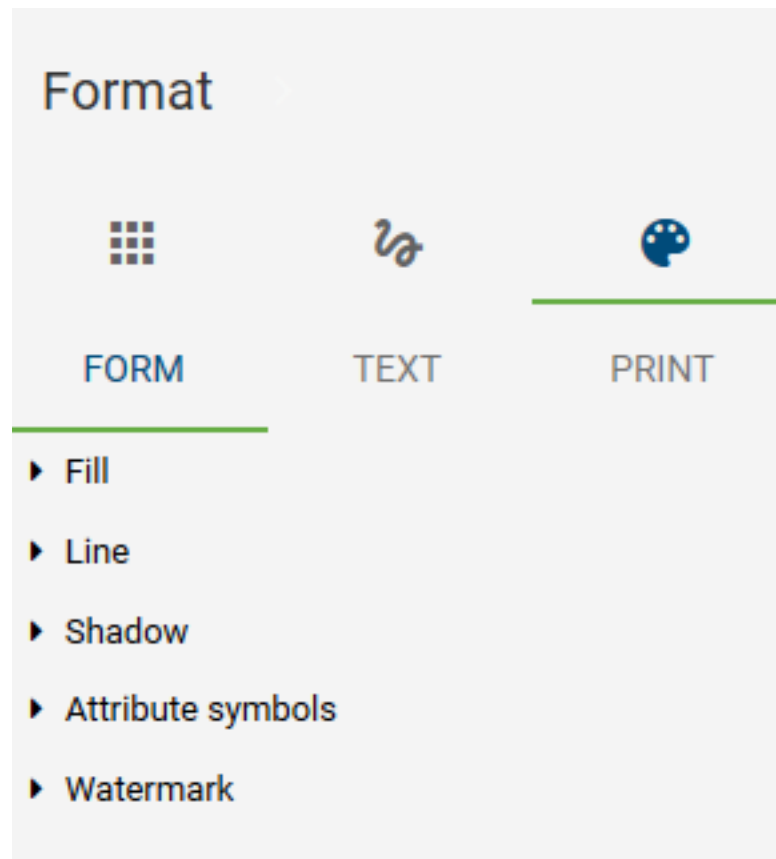 Format
FORM TEXT PRINT
Fill
Line
Shadow
Attribute symbols
Watermark